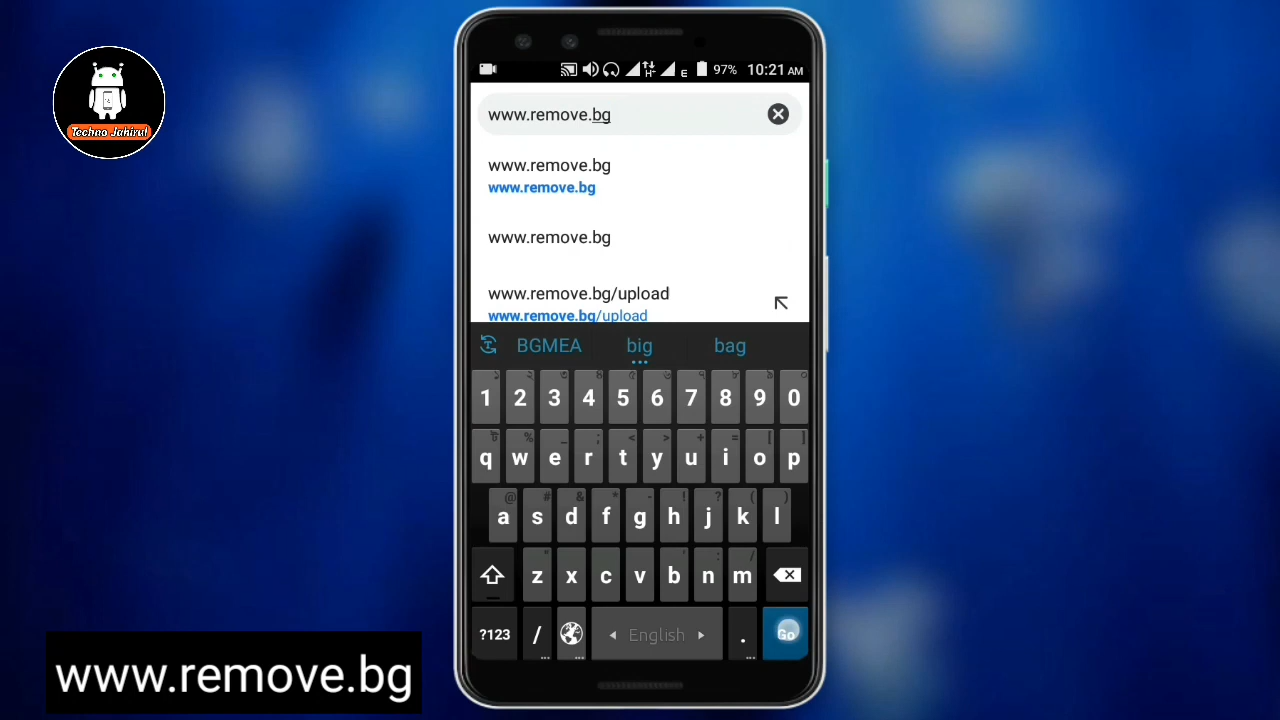 Techno Jahirul
97% 10:21 AM
www.remove.bg
www.remove.bg
www.remove.bg
www.remove.bg
www.remove.bg/upload
www.remove.bg/upload
BGMEA big bag
1 2 3 4 5 6 7 8 9 0
q w e r t y u i o p
a s d f g h j k l
z x c v b n m
?123 / English . Go
www.remove.bg